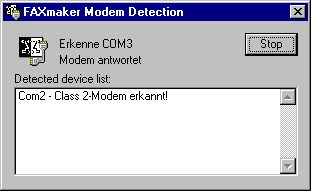 FAXmaker Modem Detection
Erkenne COM3
Modem antwortet
Stop
Detected device list:
Com2 - Class 2-Modem erkannt!